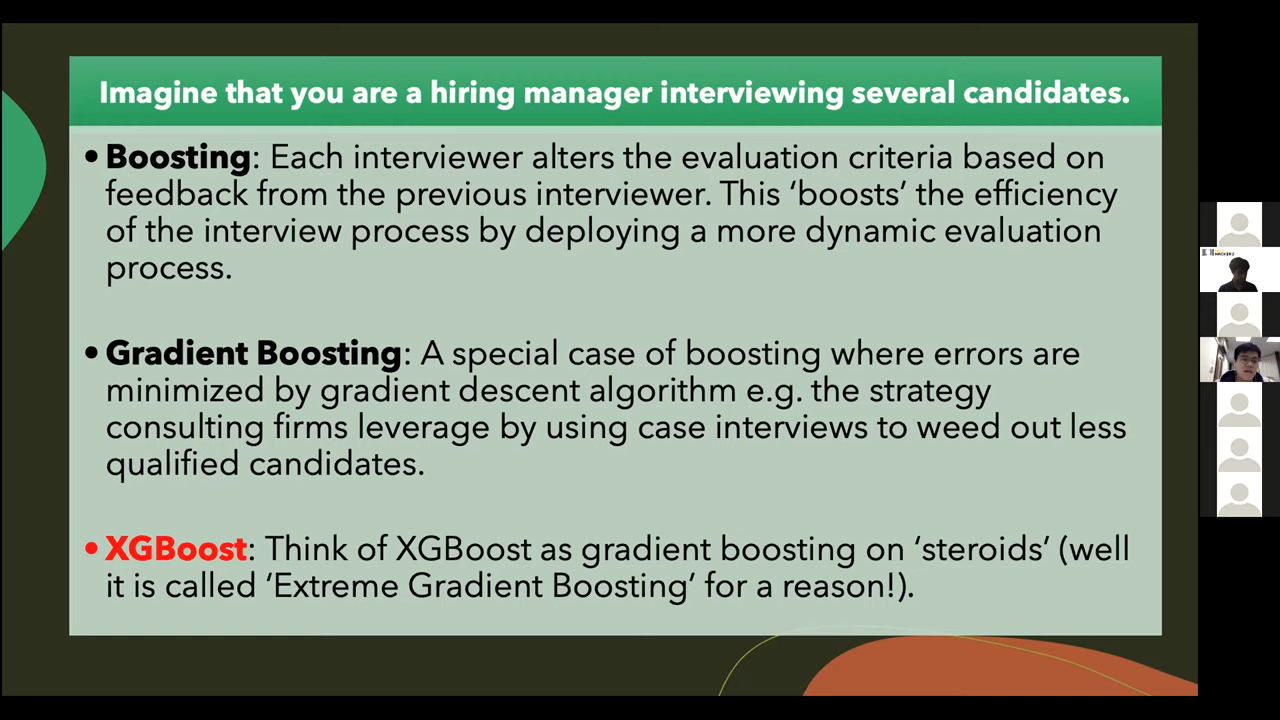 Imagine that you are a hiring manager interviewing several candidates.
• Boosting: Each interviewer alters the evaluation criteria based on
feedback from the previous interviewer. This ‘boosts’ the efficiency
of the interview process by deploying a more dynamic evaluation
process.
• Gradient Boosting: A special case of boosting where errors are
minimized by gradient descent algorithm e.g. the strategy
consulting firms leverage by using case interviews to weed out less
qualified candidates.
• XGBoost: Think of XGBoost as gradient boosting on ‘steroids’ (well
it is called ‘Extreme Gradient Boosting’ for a reason!).